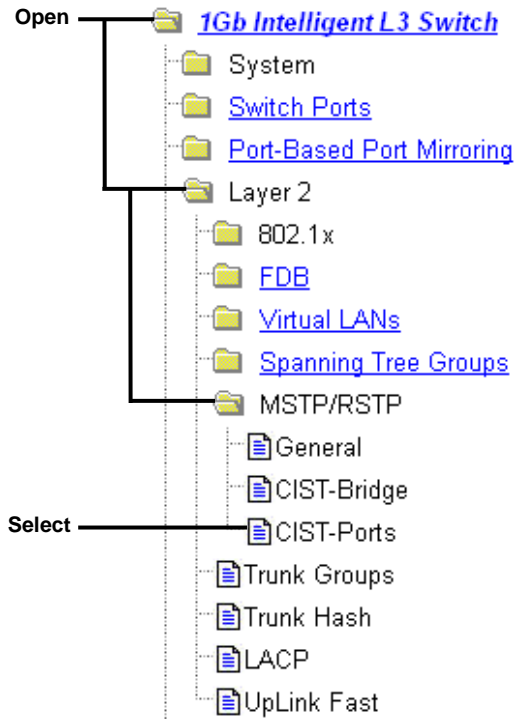 Open
1Gb Intelligent L3 Switch
System
Switch Ports
Port-Based Port Mirroring
Layer 2
802.1x
FDB
Virtual LANs
Spanning Tree Groups
MSTP/RSTP
General
CIST-Bridge
Select
CIST-Ports
Trunk Groups
Trunk Hash
LACP
UpLink Fast